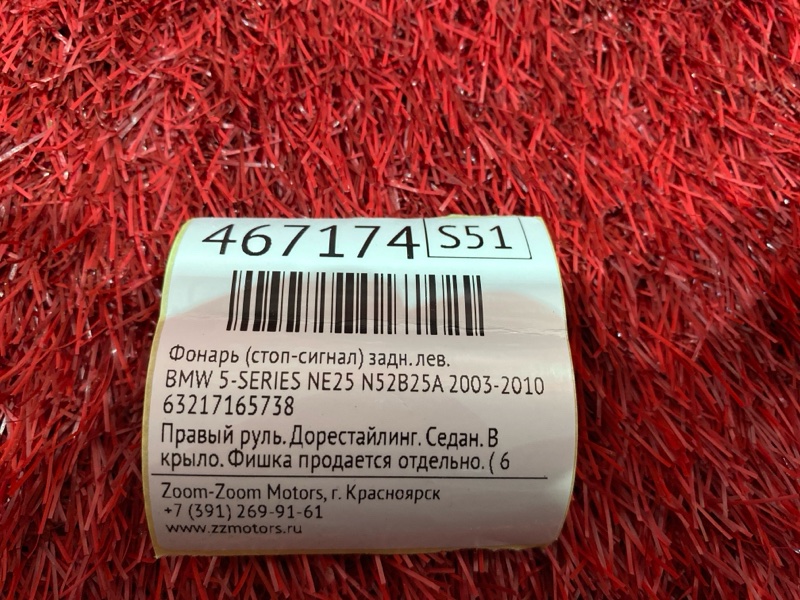 467174 S51
Фонарь (стоп-сигнал) задн.лев.
BMW 5-SERIES NE25 N52B25A 2003-2010
63217165738
Правый руль. Дорестайлинг. Седан. В
крыло. Фишка продается отдельно. ( 6
Zoom-Zoom Motors, г. Красноярск
+7 (391) 269-91-61
www.zzmotors.ru